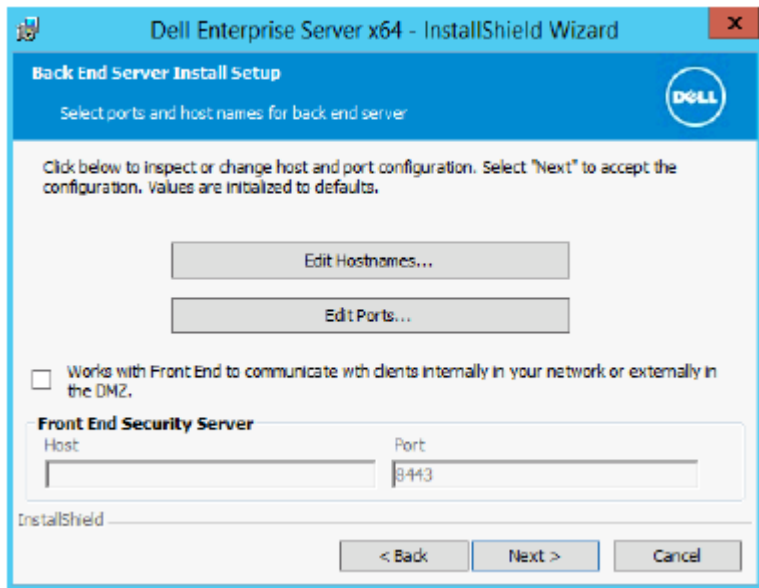 Dell Enterprise Server x64 - InstallShield Wizard
x
Back End Server Install Setup
Select ports and host names for back end server
DELL
Click below to inspect or change host and port configuration. Select "Next" to accept the
configuration. Values are initialized to defaults.
Edit Hostnames...
Edit Ports...
Works with Front End to communicate wth clients internally in your network or externally in
the DMZ.
Front End Security Server
Host
Port
8443
InstallShield
< Back
Next >
Cancel